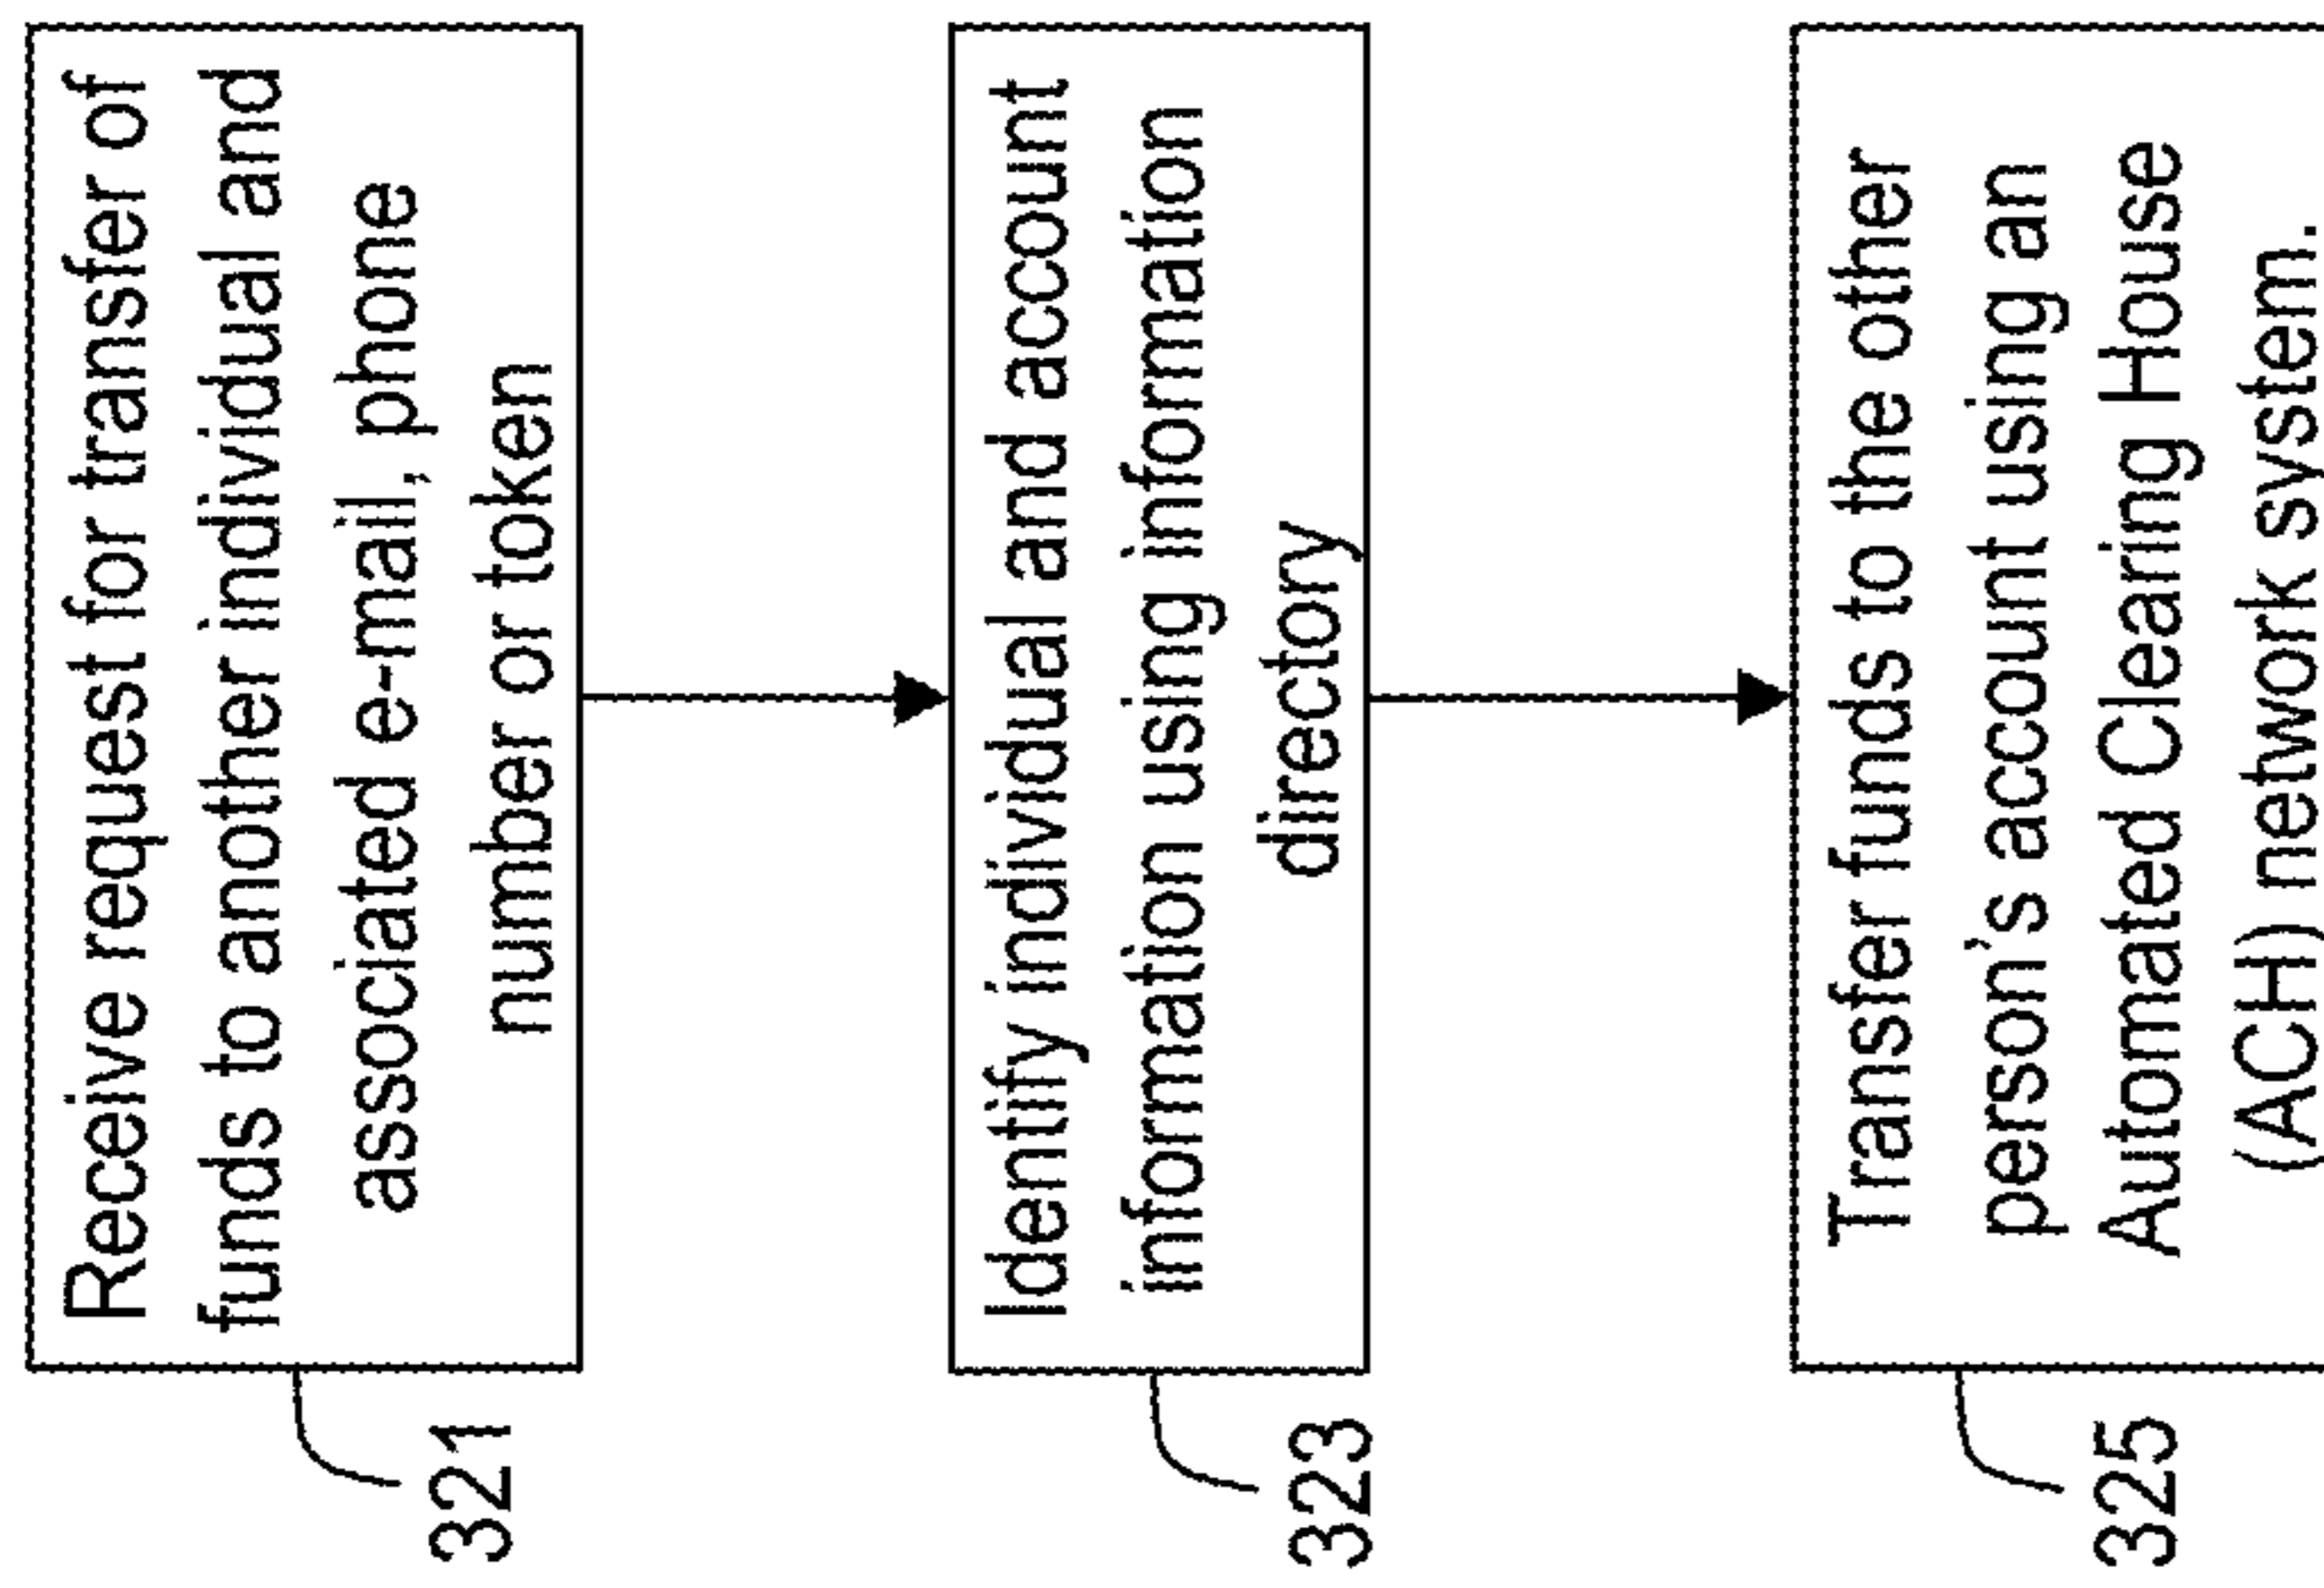 Receive request for transfer of
funds to another individual and
associated e-mail, phone
number or token
321
Identify individual and account
information using information
directory
323
Transfer funds to the other
person's account using an
Automated Clearing House
(ACH) network system.
325